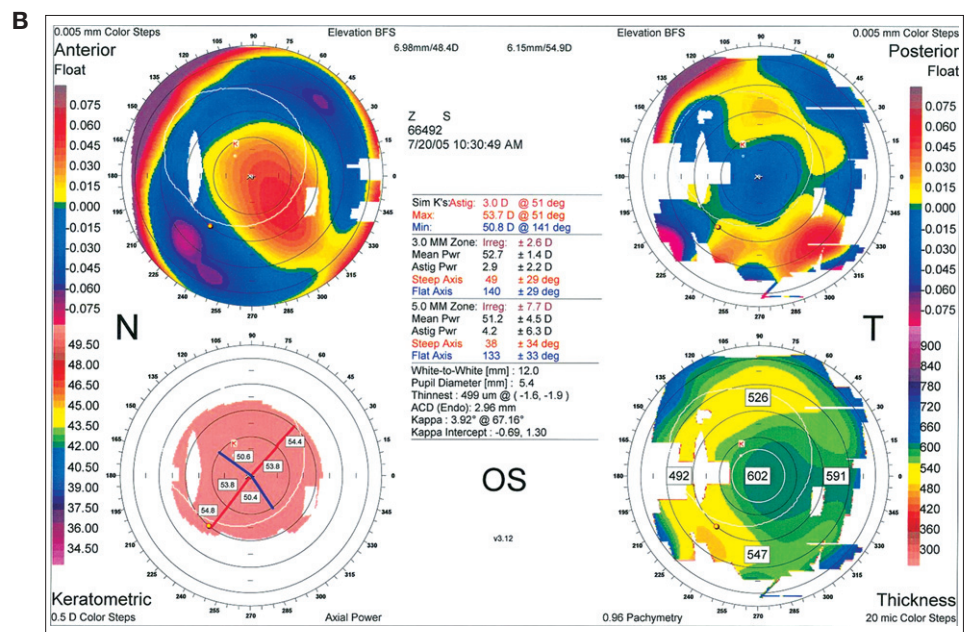 B
0.005 mm Color Steps
Elevation BFS
6.98mm/48.4D
6.15mm/54.9D
Elevation BFS
0.005 mm Color Steps
Anterior
Float
Posterior
Float
0.075
0.060
0.045
0.030
0.015
0.000
-0.015
-0.030
-0.045
-0.060
-0.075
Z S
66492
7/20/05 10:30:49 AM
0.075
0.060
0.045
0.030
0.015
0.000
-0.015
-0.030
-0.045
-0.060
-0.075
Sim K's: Astig: 3.0 D @ 51 deg
Max: 53.7 D @ 51 deg
Min: 50.8 D @ 141 deg
3.0 MM Zone: Irreg: ± 2.6 D
Mean Pwr 52.7 ± 1.4 D
Astig Pwr 2.9 ± 2.2 D
Steep Axis 49 ± 29 deg
Flat Axis 140 ± 29 deg
5.0 MM Zone: Irreg: ± 7.7 D
Mean Pwr 51.2 ± 4.5 D
Astig Pwr 4.2 ± 6.3 D
Steep Axis 38 ± 34 deg
Flat Axis 133 ± 33 deg
White-to-White [mm] : 12.0
Pupil Diameter [mm] : 5.4
Thinnest : 499 um @ ( -1.6, -1.9 )
ACD (Endo): 2.96 mm
Kappa : 3.92° @ 67.16°
Kappa Intercept : -0.69, 1.30
N
T
OS
v3.12
49.50
46.50
45.00
43.50
42.00
40.50
39.00
37.50
36.00
34.50
54.4
50.6
53.8
53.8
50.4
54.8
526
492
602
591
547
900
840
780
720
660
600
540
480
420
360
300
Keratometric
0.5 D Color Steps
Axial Power
0.96 Pachymetry
Thickness
20 mic Color Steps